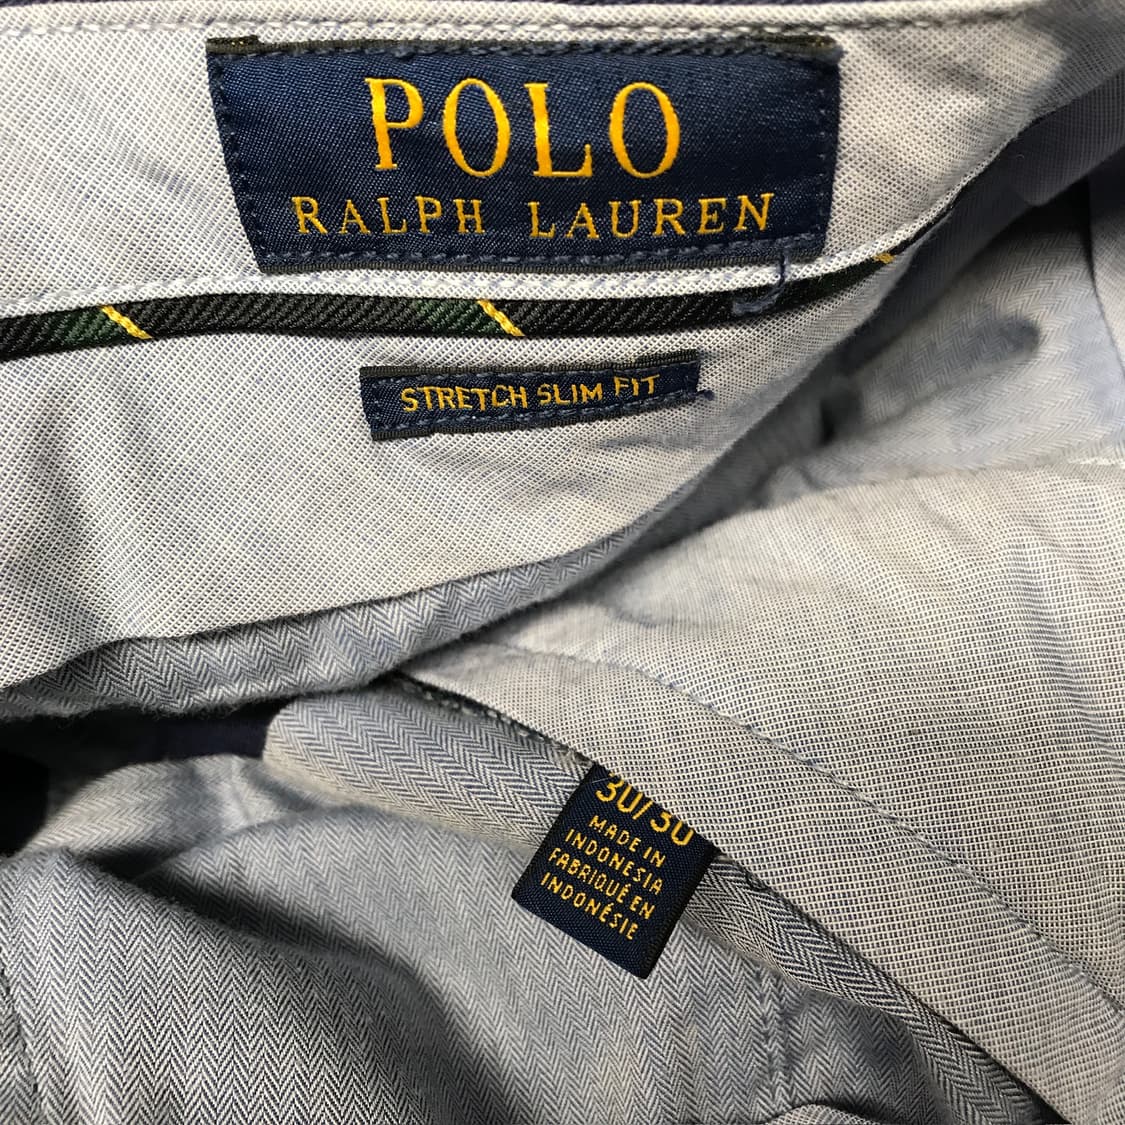 POLO
RALPH LAUREN
STRETCH SLIM FIT
30/30
MADE IN
INDONESIA
FABRIQUÉ EN
INDONÉSIE